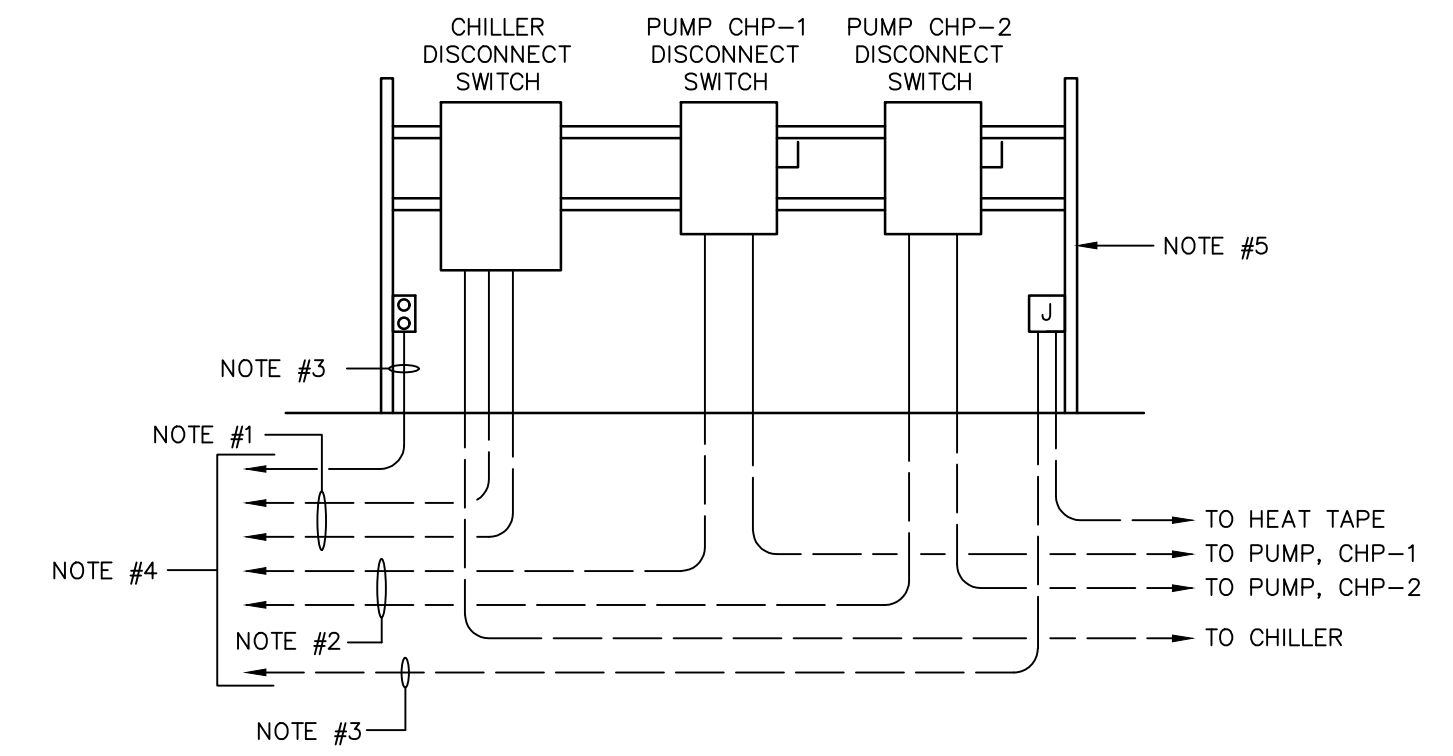 CHILLER
DISCONNECT
SWITCH
PUMP CHP-1
DISCONNECT
SWITCH
PUMP CHP-2
DISCONNECT
SWITCH
NOTE #5
J
NOTE #3
NOTE #1
NOTE #4
NOTE #2
NOTE #3
TO HEAT TAPE
TO PUMP, CHP-1
TO PUMP, CHP-2
TO CHILLER